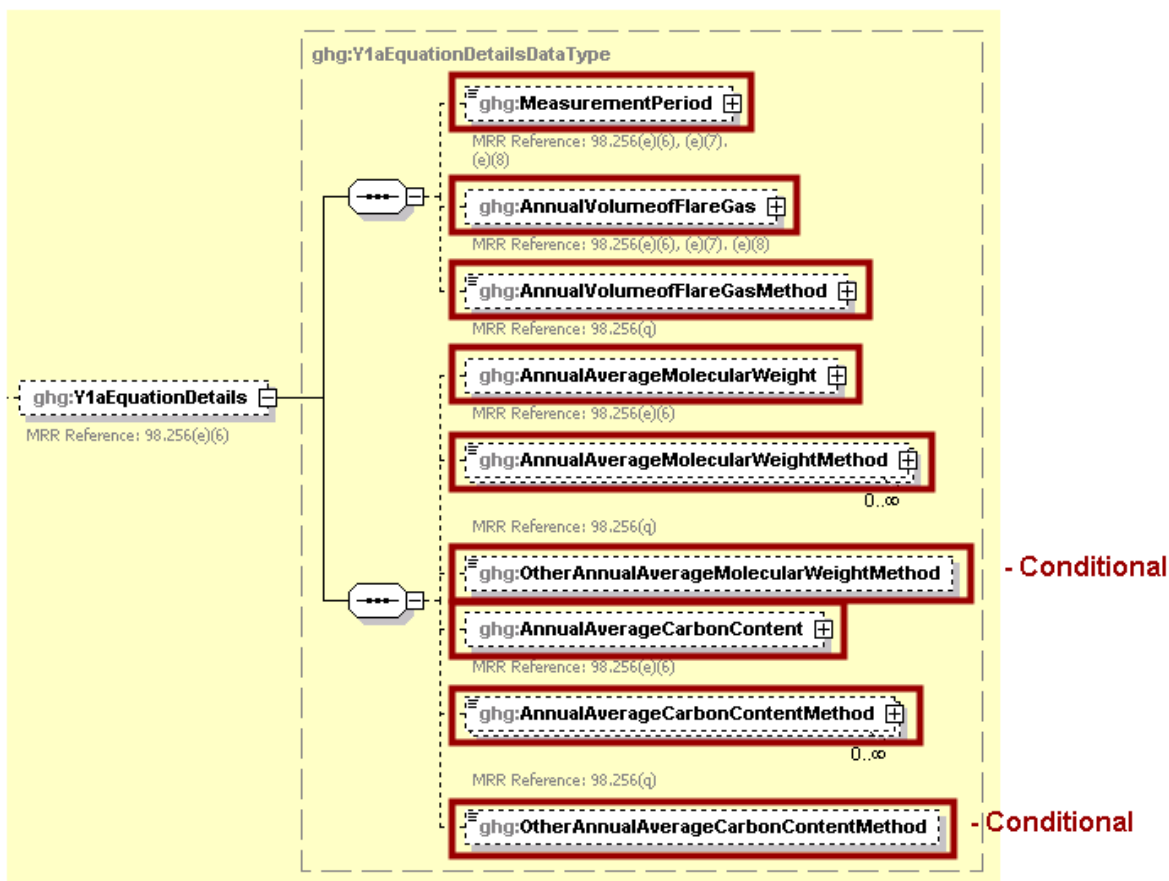 ghg:Y1aEquationDetailsDataType
ghg:MeasurementPeriod
MRR Reference: 98.256(e)(6), (e)(7).
(e)(8)
ghg:AnnualVolumeofFlareGas
MRR Reference: 98.256(e)(6), (e)(7). (e)(8)
ghg:AnnualVolumeofFlareGasMethod
MRR Reference: 98.256(q)
ghg:AnnualAverageMolecularWeight
ghg:Y1aEquationDetails
MRR Reference: 98.256(e)(6)
MRR Reference: 98.256(e)(6)
ghg:AnnualAverageMolecularWeightMethod
0..∞
MRR Reference: 98.256(q)
ghg:OtherAnnualAverageMolecularWeightMethod
- Conditional
ghg:AnnualAverageCarbonContent
MRR Reference: 98.256(e)(6)
ghg:AnnualAverageCarbonContentMethod
0..∞
MRR Reference: 98.256(q)
ghg:OtherAnnualAverageCarbonContentMethod
- Conditional